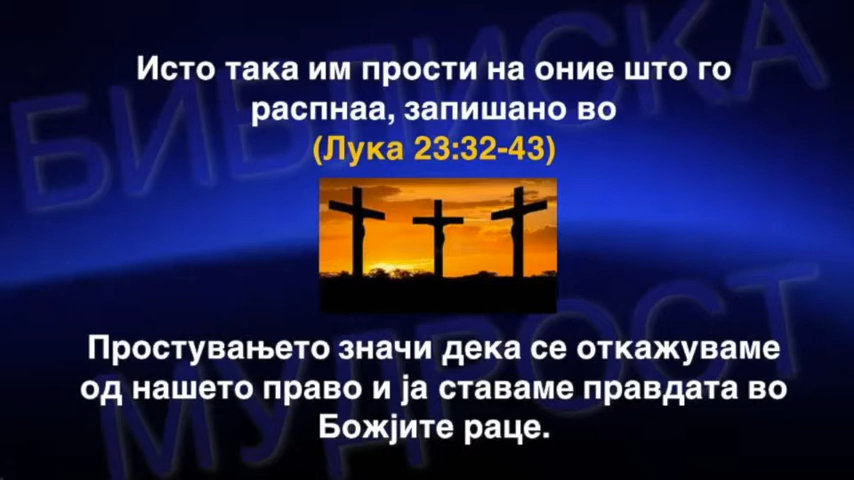 БИБЛИСКА
Исто така им прости на оние што го
распнаа, запишано во
(Лука 23:32-43)
Простувањето значи дека се откажуваме
од нашето право и ја ставаме правдата во
Божјите раце.
МУДРОСТ